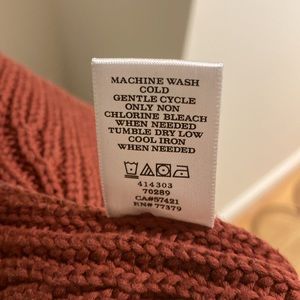 MACHINE WASH
COLD
GENTLE CYCLE
ONLY NON
CHLORINE BLEACH
WHEN NEEDED
TUMBLE DRY LOW
COOL IRON
WHEN NEEDED
414303
70289
CA#57421
RN# 77379